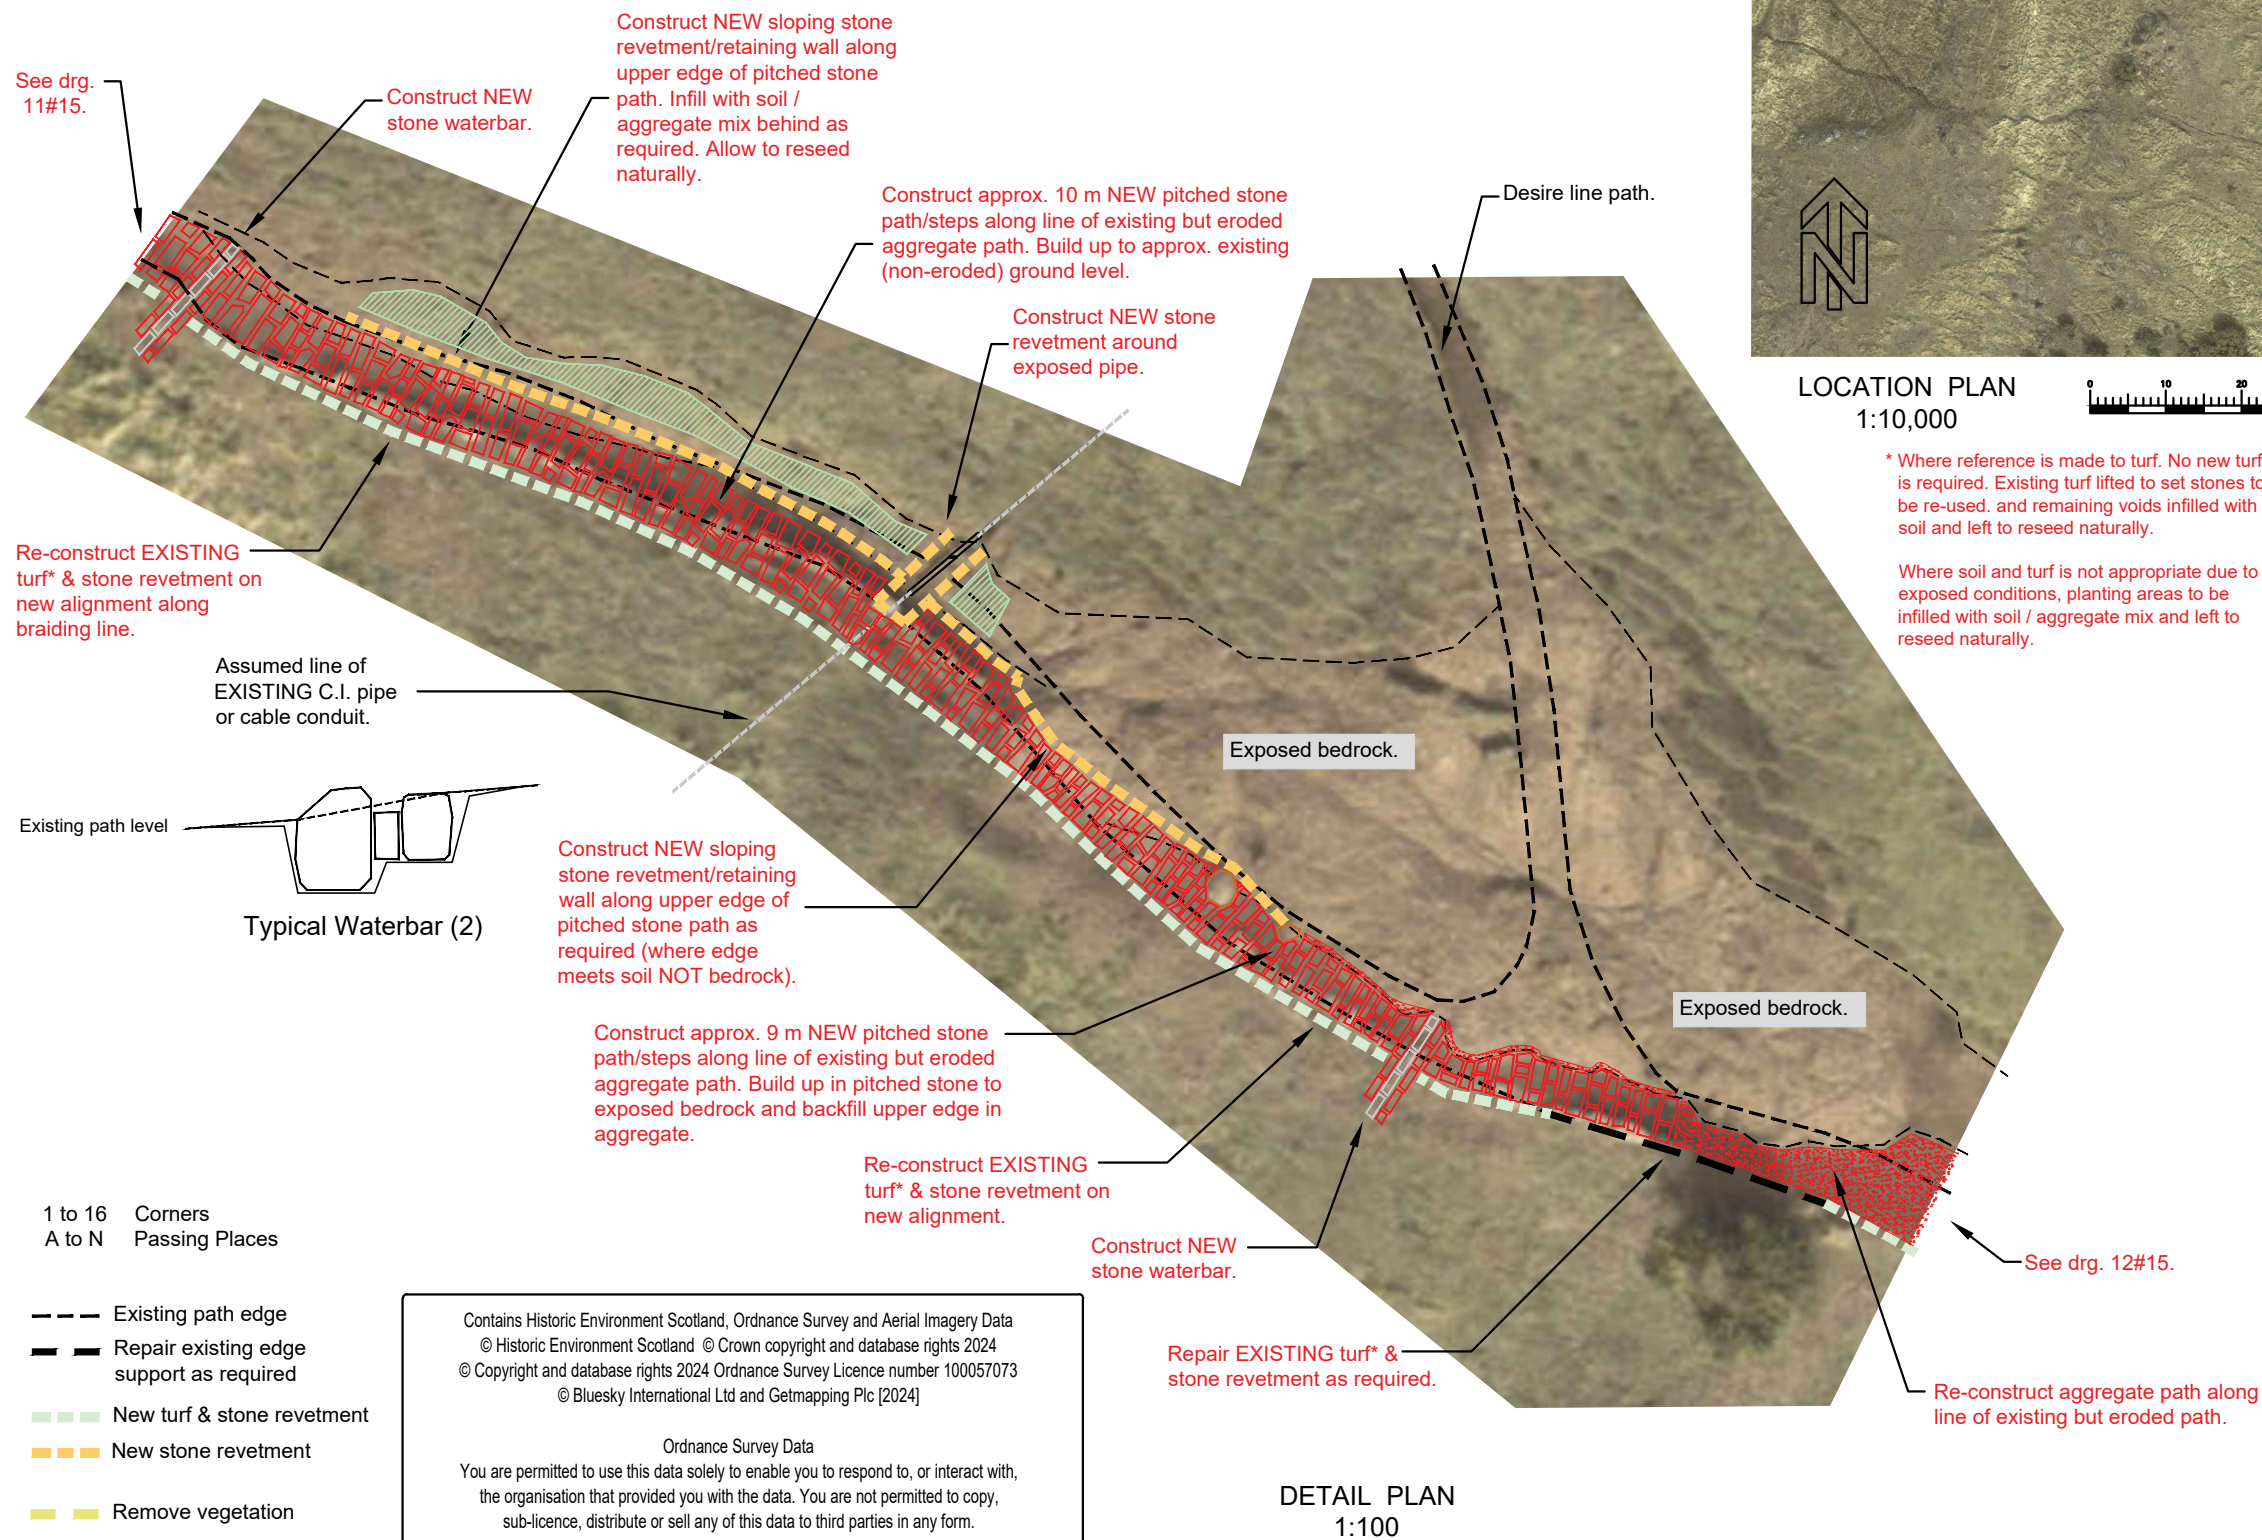 Construct NEW sloping stone
revetment/retaining wall along
upper edge of pitched stone
path. Infill with soil /
aggregate mix behind as
required. Allow to reseed
naturally.
See drg.
11#15.
Construct NEW
stone waterbar.
Construct approx. 10 m NEW pitched stone
path/steps along line of existing but eroded
aggregate path. Build up to approx. existing
(non-eroded) ground level.
Desire line path.
Construct NEW stone
revetment around
exposed pipe.
N
LOCATION PLAN
1:10,000
0 10 20
* Where reference is made to turf. No new turf
is required. Existing turf lifted to set stones to
be re-used. and remaining voids infilled with
soil and left to reseed naturally.
Where soil and turf is not appropriate due to
exposed conditions, planting areas to be
infilled with soil / aggregate mix and left to
reseed naturally.
Re-construct EXISTING
turf* & stone revetment on
new alignment along
braiding line.
Assumed line of
EXISTING C.I. pipe
or cable conduit.
Exposed bedrock.
Existing path level
Typical Waterbar (2)
Construct NEW sloping
stone revetment/retaining
wall along upper edge of
pitched stone path as
required (where edge
meets soil NOT bedrock).
Exposed bedrock.
Construct approx. 9 m NEW pitched stone
path/steps along line of existing but eroded
aggregate path. Build up in pitched stone to
exposed bedrock and backfill upper edge in
aggregate.
Re-construct EXISTING
turf* & stone revetment on
new alignment.
Construct NEW
stone waterbar.
See drg. 12#15.
Repair EXISTING turf* &
stone revetment as required.
Re-construct aggregate path along
line of existing but eroded path.
1 to 16 Corners
A to N Passing Places
Existing path edge
Repair existing edge
support as required
New turf & stone revetment
New stone revetment
Remove vegetation
Contains Historic Environment Scotland, Ordnance Survey and Aerial Imagery Data
© Historic Environment Scotland © Crown copyright and database rights 2024
© Copyright and database rights 2024 Ordnance Survey Licence number 100057073
© Bluesky International Ltd and Getmapping Plc [2024]
Ordnance Survey Data
You are permitted to use this data solely to enable you to respond to, or interact with,
the organisation that provided you with the data. You are not permitted to copy,
sub-licence, distribute or sell any of this data to third parties in any form.
DETAIL PLAN
1:100